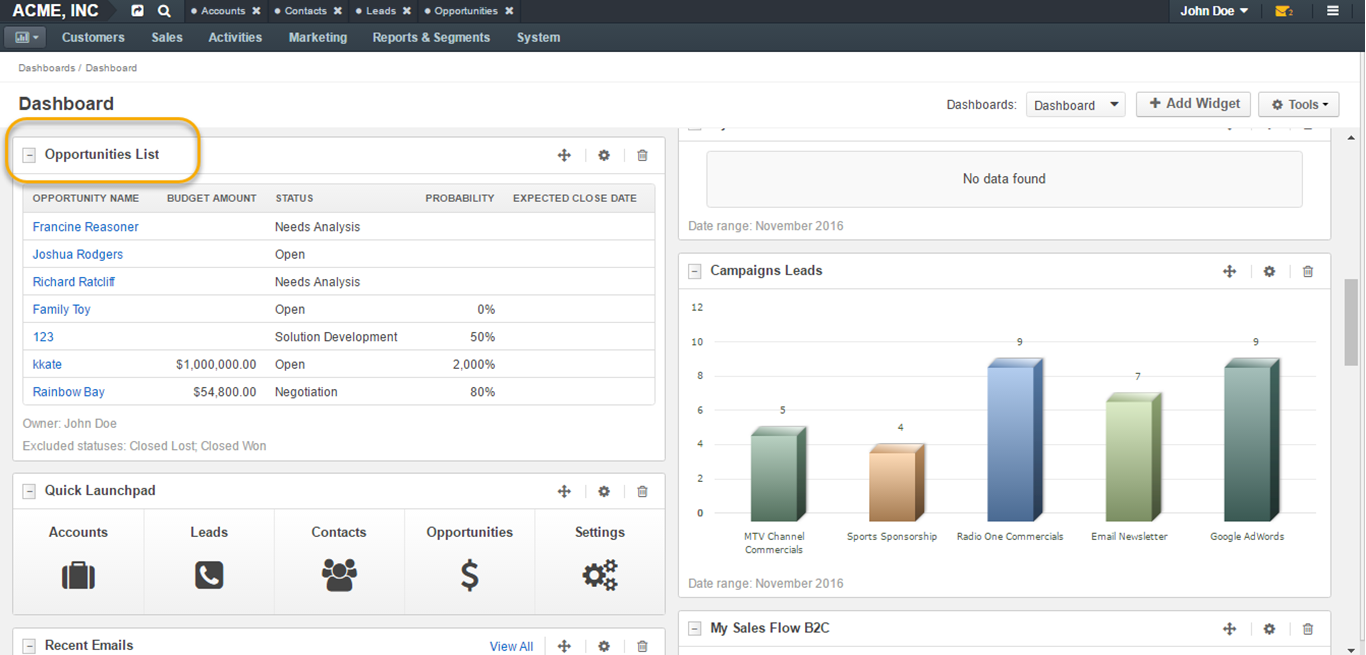 ACME, INC
Accounts
Contacts
Leads
Opportunities
John Doe
2
Customers Sales Activities Marketing Reports & Segments System
Dashboards / Dashboard
Dashboard
Dashboards: Dashboard Add Widget Tools
Opportunities List
OPPORTUNITY NAME BUDGET AMOUNT STATUS PROBABILITY EXPECTED CLOSE DATE
Francine Reasoner Needs Analysis
Joshua Rodgers Open
Richard Ratcliff Needs Analysis
Family Toy Open 0%
123 Solution Development 50%
kkate $1,000,000.00 Open 2,000%
Rainbow Bay $54,800.00 Negotiation 80%
Owner: John Doe
Excluded statuses: Closed Lost; Closed Won
Quick Launchpad
Accounts Leads Contacts Opportunities Settings
Recent Emails View All
No data found
Date range: November 2016
Campaigns Leads
12
10
8
6
4
2
0
5
4
9
7
9
MTV Channel
Commercials
Sports Sponsorship
Radio One Commercials
Email Newsletter
Google AdWords
Date range: November 2016
My Sales Flow B2C